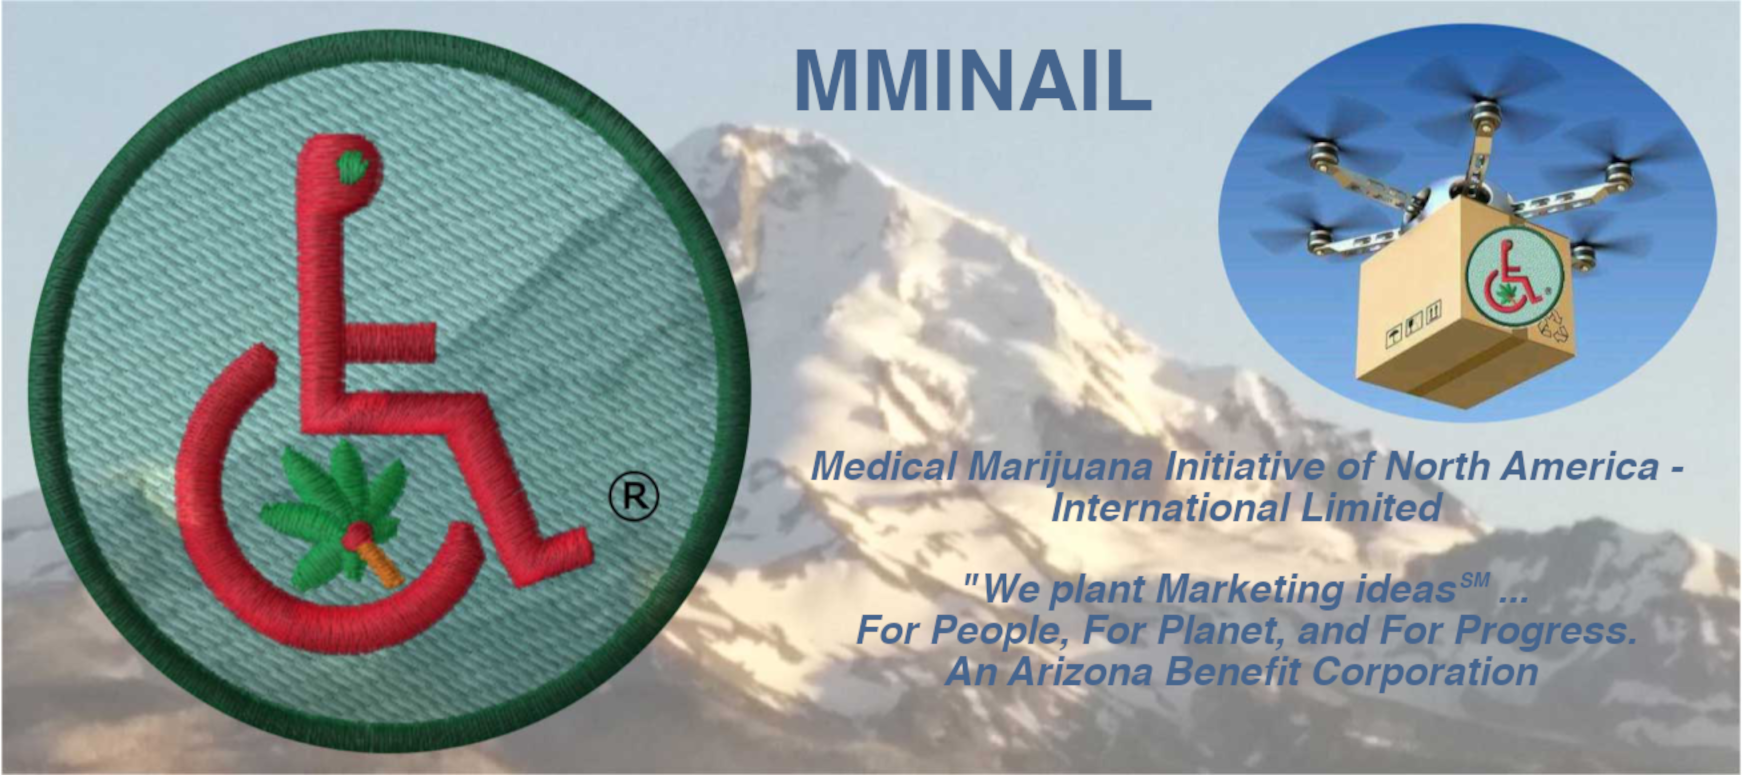 MMINAIL
®
Medical Marijuana Initiative of North America -
International Limited
"We plant Marketing ideas℠ ...
For People, For Planet, and For Progress.
An Arizona Benefit Corporation